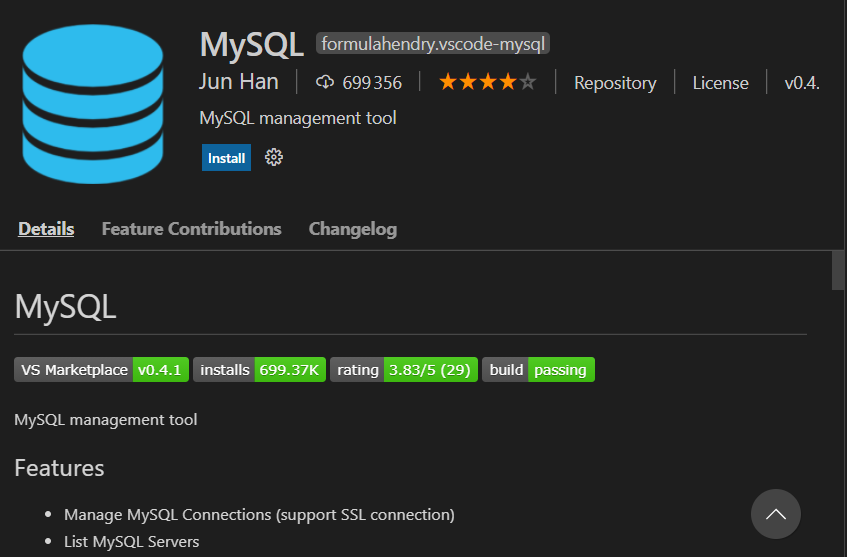 MySQL formulahendry.vscode-mysql
Jun Han 699 356 Repository License v0.4.
MySQL management tool
Install
Details Feature Contributions Changelog
MySQL
VS Marketplace v0.4.1 installs 699.37K rating 3.83/5 (29) build passing
MySQL management tool
Features
• Manage MySQL Connections (support SSL connection)
• List MySQL Servers